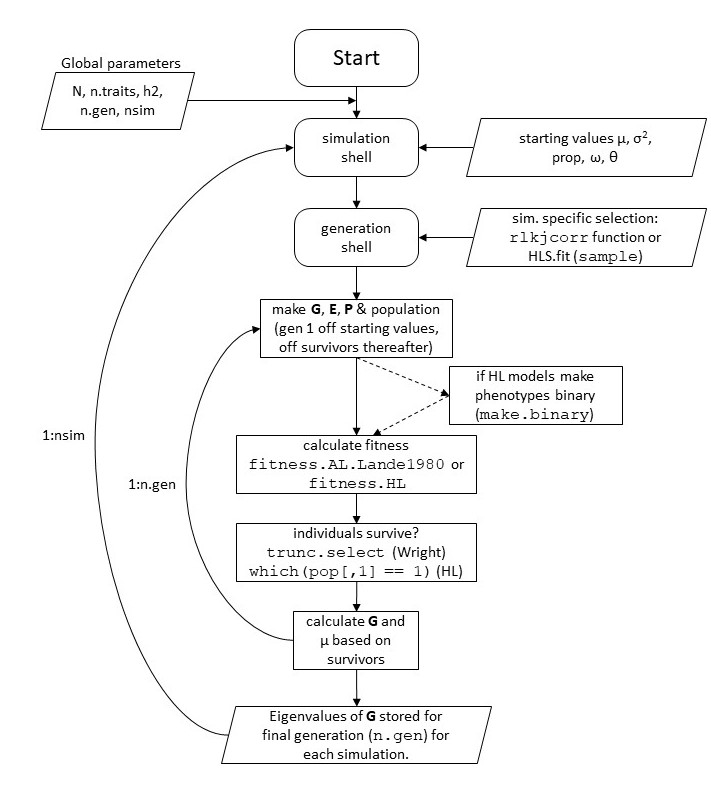 Start
Global parameters
N, n.traits, h2,
n.gen, nsim
simulation
shell
starting values μ, σ²,
prop, ω, θ
generation
shell
sim. specific selection:
rlkjcorr function or
HLS.fit (sample)
make G, E, P & population
(gen 1 off starting values,
off survivors thereafter)
if HL models make
phenotypes binary
(make.binary)
1:nsim
calculate fitness
fitness.AL.Lande1980 or
fitness.HL
1:n.gen
individuals survive?
trunc.select (Wright)
which(pop[,1] == 1) (HL)
calculate G and
μ based on
survivors
Eigenvalues of G stored for
final generation (n.gen) for
each simulation.